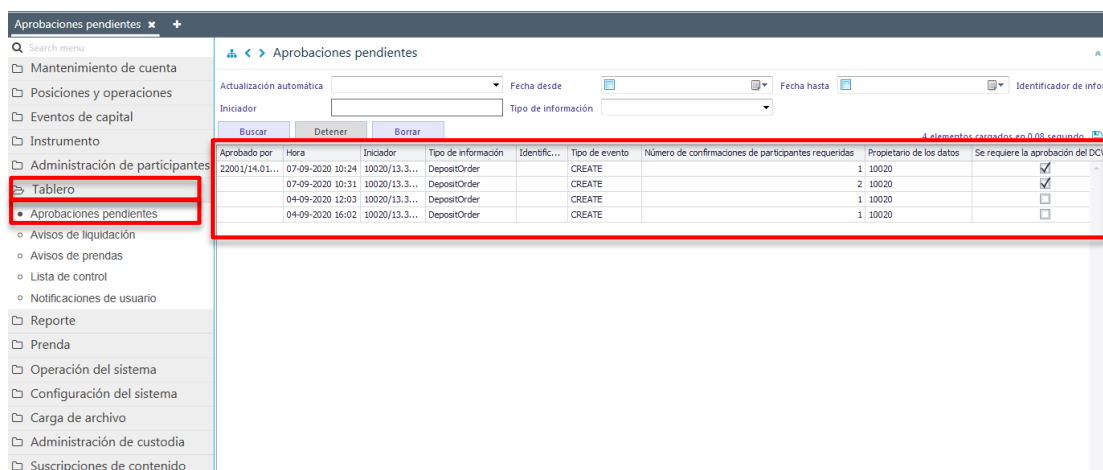 Aprobaciones pendientes × +
Search menu
Mantenimiento de cuenta
Posiciones y operaciones
Eventos de capital
Instrumento
Administración de participantes
Tablero
Aprobaciones pendientes
Avisos de liquidación
Avisos de prendas
Lista de control
Notificaciones de usuario
Reporte
Prenda
Operación del sistema
Configuración del sistema
Carga de archivo
Administración de custodia
Suscripciones de contenido
Aprobaciones pendientes
Actualización automática Fecha desde Fecha hasta Identificador de infor
Iniciador Tipo de información
Buscar Detener Borrar
4 elementos cargados en 0.08 segundo
Aprobado por Hora Iniciador Tipo de información Identific... Tipo de evento Número de confirmaciones de participantes requeridas Propietario de los datos Se requiere la aprobación del DCV
22001/14.01... 07-09-2020 10:24 10020/13.3... DepositOrder CREATE 1 10020
07-09-2020 10:31 10020/13.3... DepositOrder CREATE 2 10020
04-09-2020 12:03 10020/13.3... DepositOrder CREATE 1 10020
04-09-2020 16:02 10020/13.3... DepositOrder CREATE 1 10020